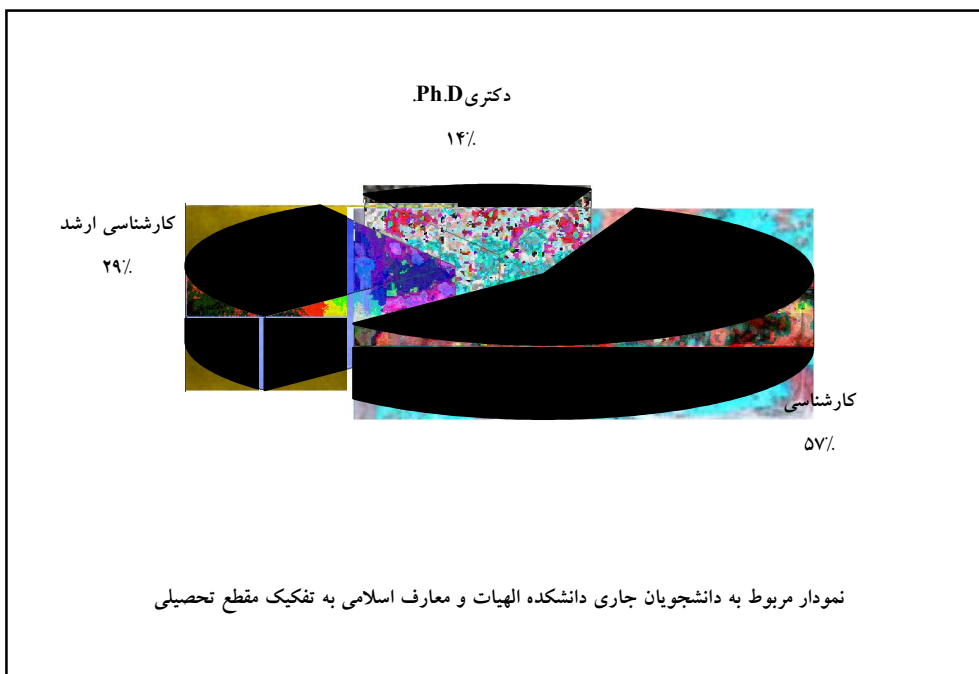 دکتری Ph.D.
۱۴٪
کارشناسی ارشد
۲۹٪
کارشناسی
۵۷٪
نمودار مربوط به دانشجویان جاری دانشکده الهیات و معارف اسلامی به تفکیک مقطع تحصیلی